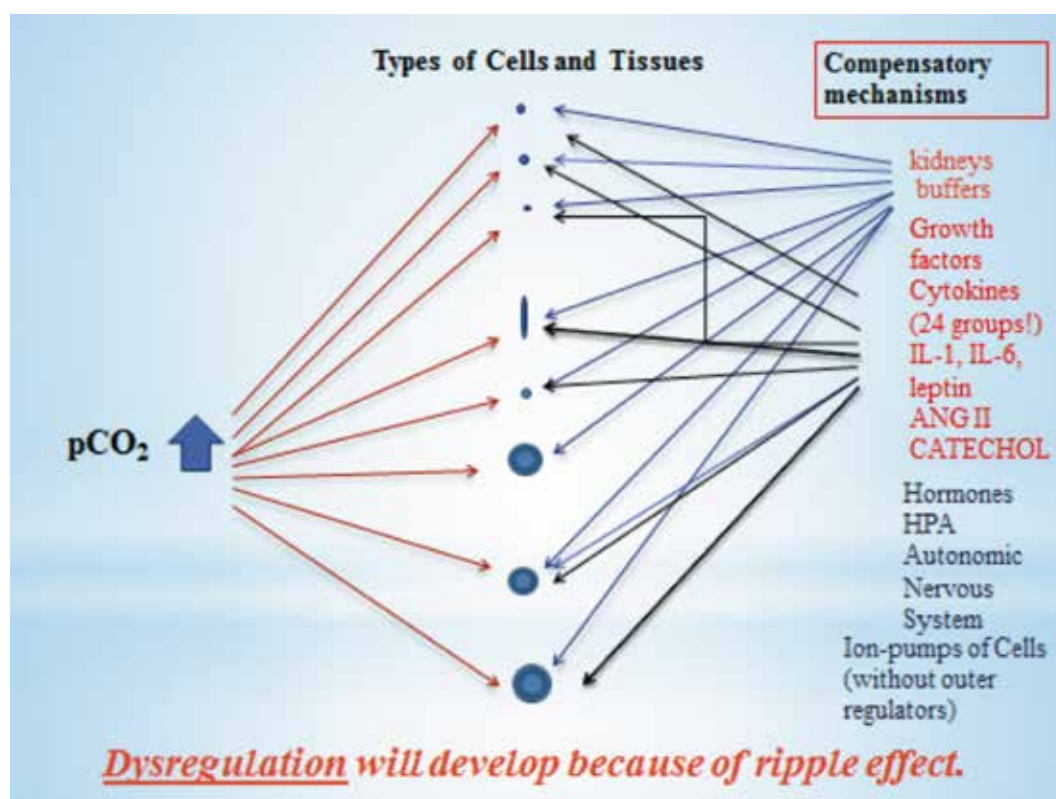 Types of Cells and Tissues
Compensatory
mechanisms
kidneys
buffers
Growth
factors
Cytokines
(24 groups!)
IL-1, IL-6,
leptin
ANG II
CATECHOL
pCO₂
Hormones
HPA
Autonomic
Nervous
System
Ion-pumps of Cells
(without outer
regulators)
Dysregulation will develop because of ripple effect.